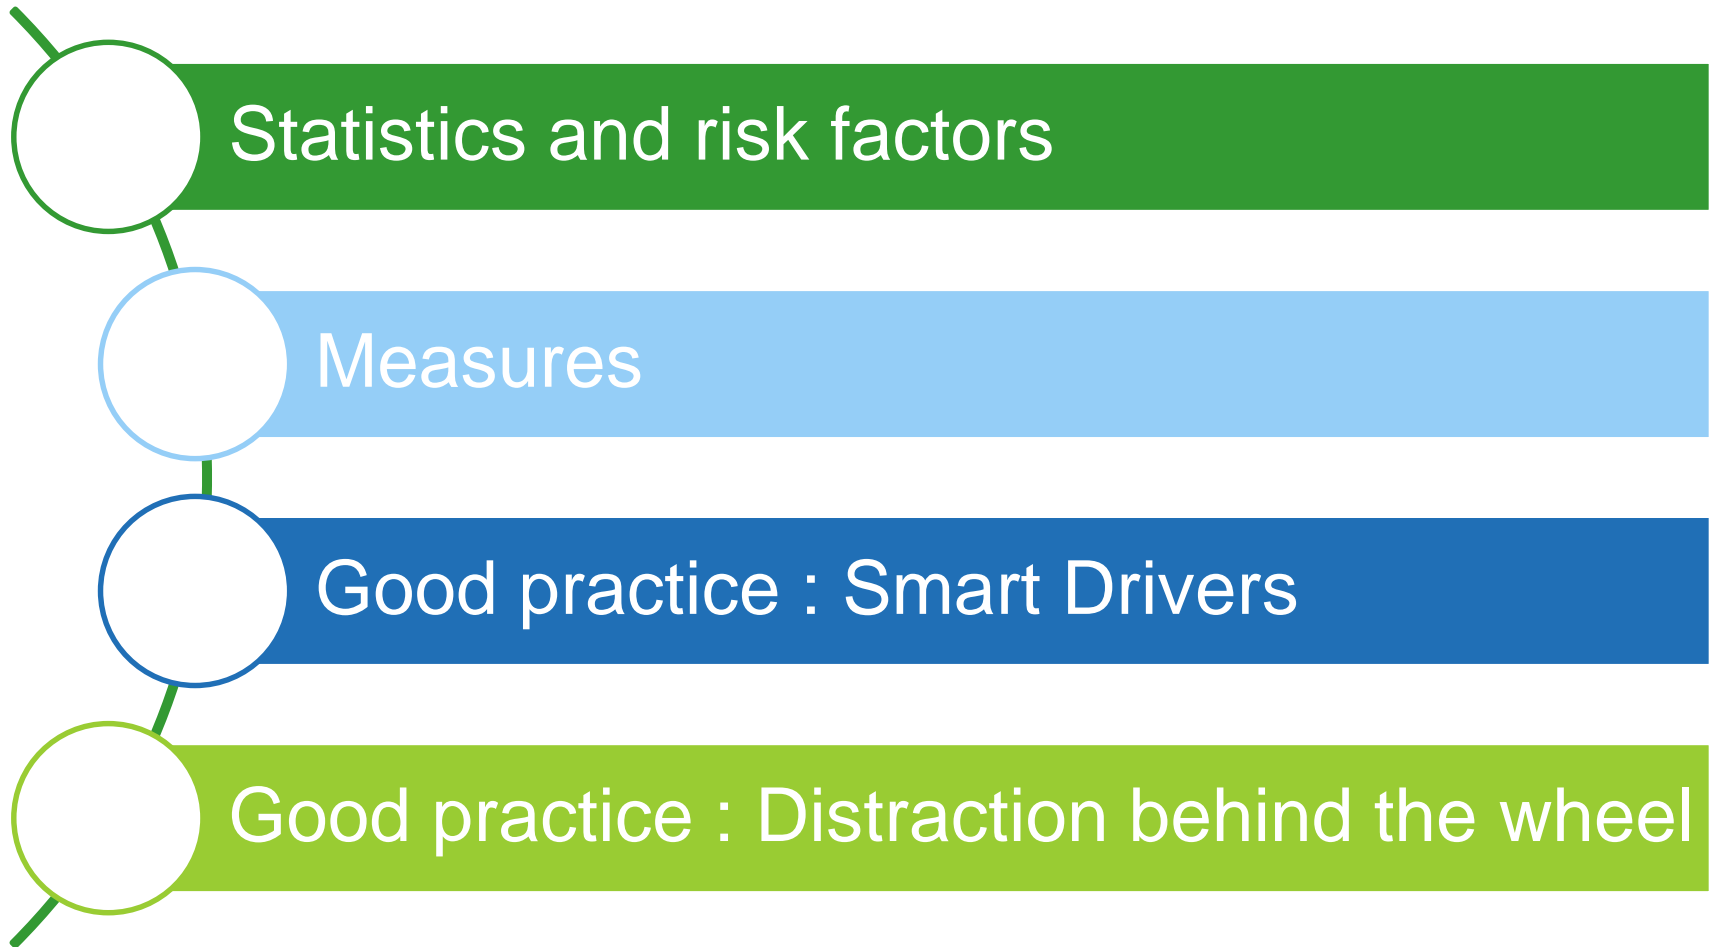 Statistics and risk factors
Measures
Good practice : Smart Drivers
Good practice : Distraction behind the wheel